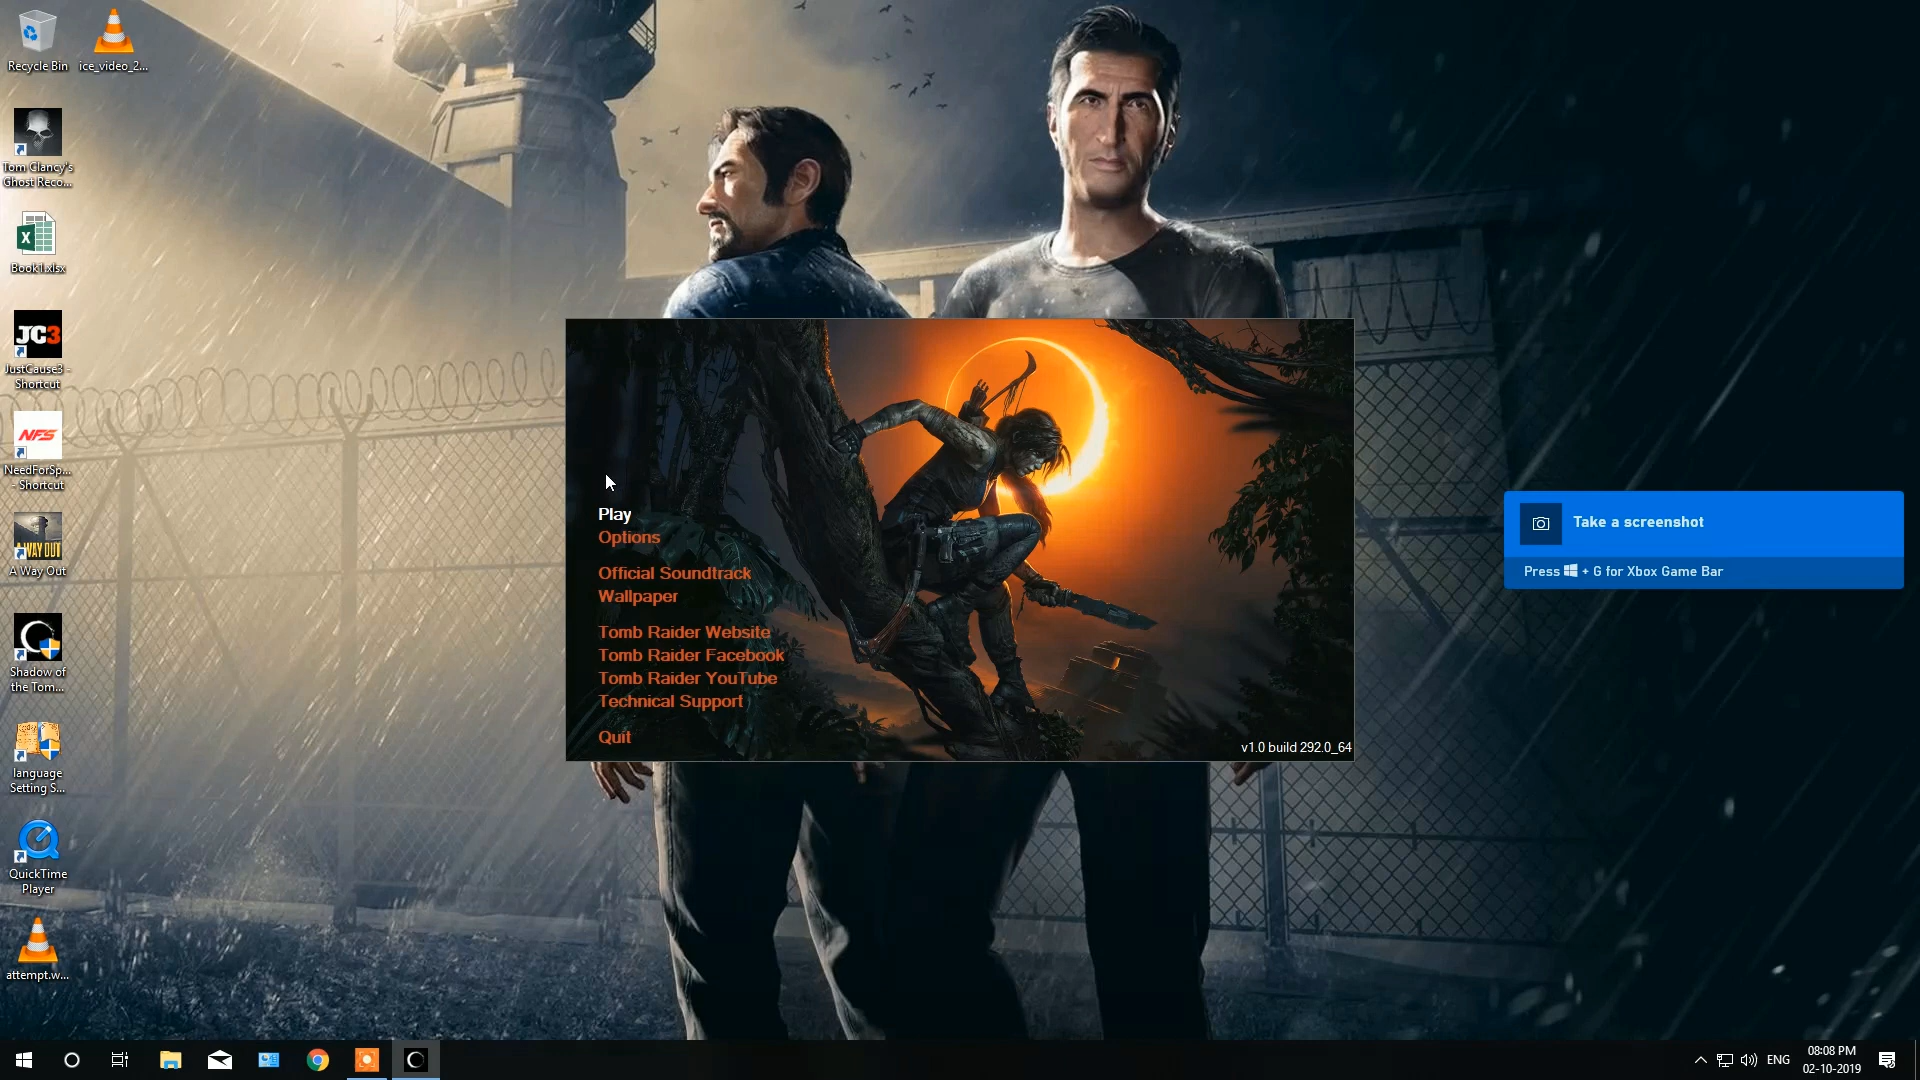 Recycle Bin
ice_video_2...
Tom Clancy's
Ghost Reco...
Book1.xlsx
JC3
JustCause3 -
Shortcut
NFS
NeedForSp...
- Shortcut
A WAY OUT
A Way Out
Shadow of
the Tom...
language
Setting S...
QuickTime
Player
attempt.w...
Play
Options
Official Soundtrack
Wallpaper
Tomb Raider Website
Tomb Raider Facebook
Tomb Raider YouTube
Technical Support
Quit
v1.0 build 292.0_64
Take a screenshot
Press + G for Xbox Game Bar
ENG
08:08 PM
02-10-2019